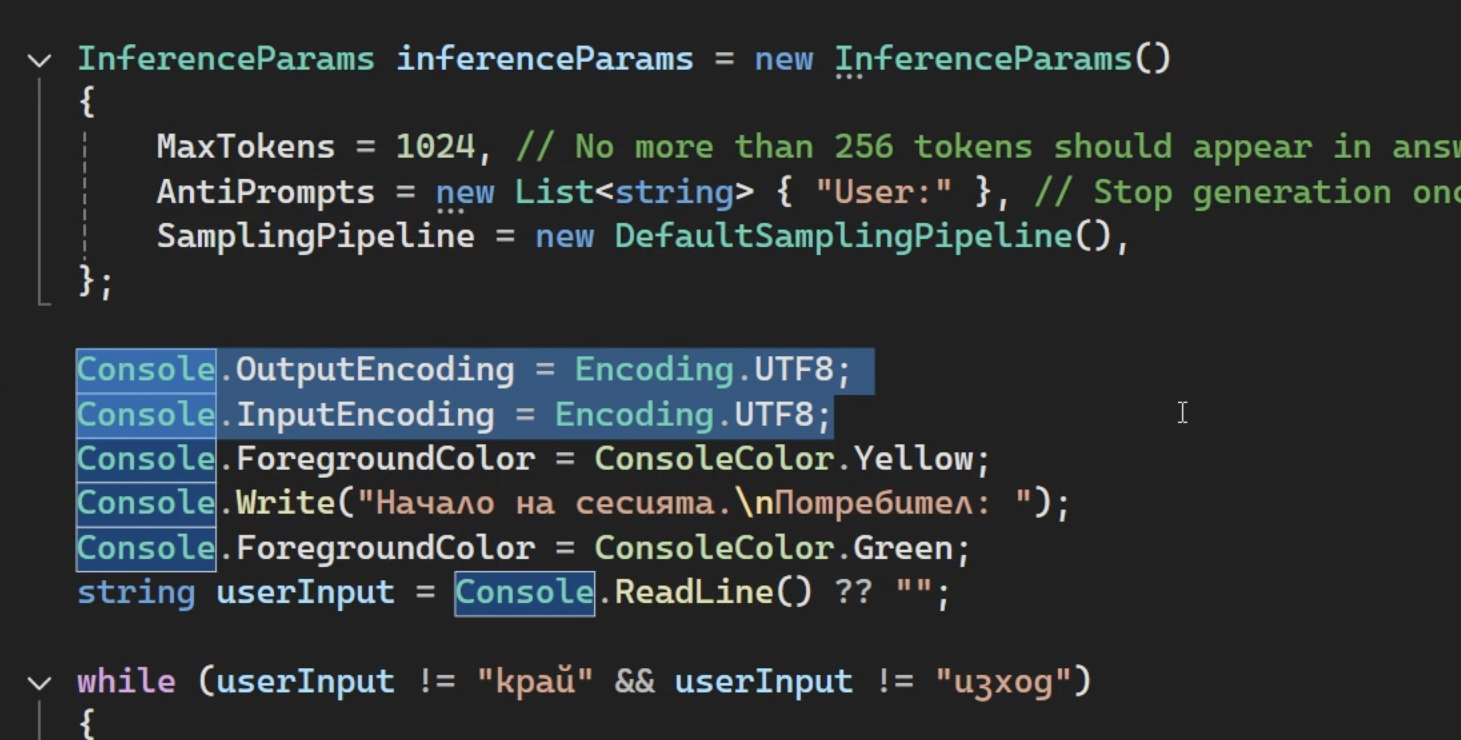 InferenceParams inferenceParams = new InferenceParams()
{
MaxTokens = 1024, // No more than 256 tokens should appear in
AntiPrompts = new List<string> { "User:" }, // Stop generation
SamplingPipeline = new DefaultSamplingPipeline(),
};
Console.OutputEncoding = Encoding.UTF8;
Console.InputEncoding = Encoding.UTF8;
Console.ForegroundColor = ConsoleColor.Yellow;
Console.Write("Начало на сесията.\nПотребител: ");
Console.ForegroundColor = ConsoleColor.Green;
string userInput = Console.ReadLine() ?? "";
while (userInput != "край" && userInput != "изход")
{